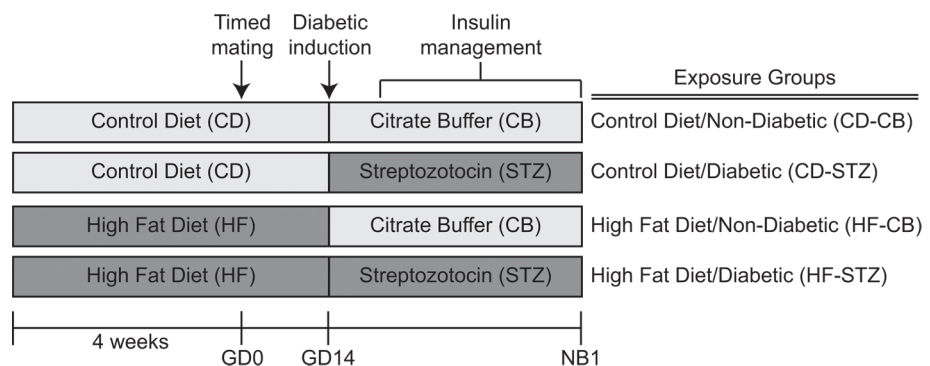 Timed
mating
Diabetic
induction
Insulin
management
Exposure Groups
Control Diet (CD)
Citrate Buffer (CB)
Control Diet/Non-Diabetic (CD-CB)
Control Diet (CD)
Streptozotocin (STZ)
Control Diet/Diabetic (CD-STZ)
High Fat Diet (HF)
Citrate Buffer (CB)
High Fat Diet/Non-Diabetic (HF-CB)
High Fat Diet (HF)
Streptozotocin (STZ)
High Fat Diet/Diabetic (HF-STZ)
4 weeks
GD0
GD14
NB1